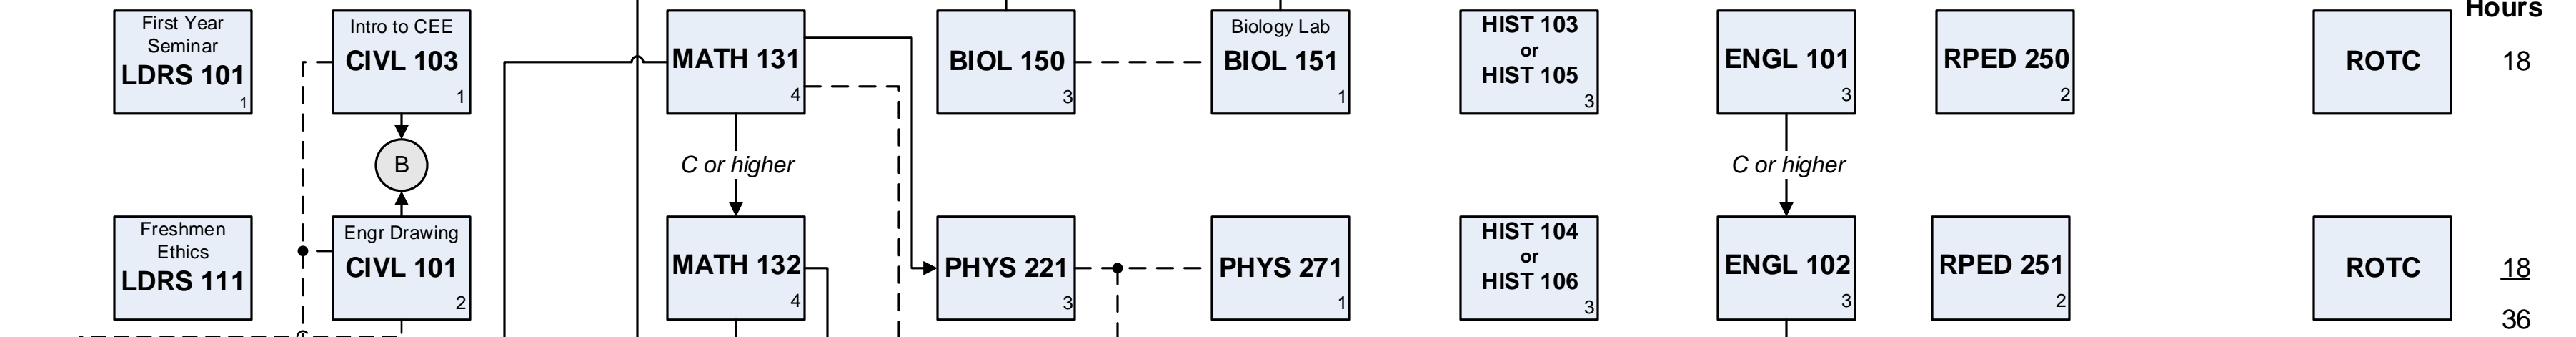 Hours
First Year
Seminar
LDRS 101
1
Intro to CEE
CIVL 103
1
MATH 131
4
BIOL 150
3
Biology Lab
BIOL 151
1
HIST 103
or
HIST 105
3
ENGL 101
3
RPED 250
2
ROTC
18
B
C or higher
C or higher
Freshmen
Ethics
LDRS 111
Engr Drawing
CIVL 101
2
MATH 132
4
PHYS 221
3
PHYS 271
1
HIST 104
or
HIST 106
3
ENGL 102
3
RPED 251
2
ROTC
18
36